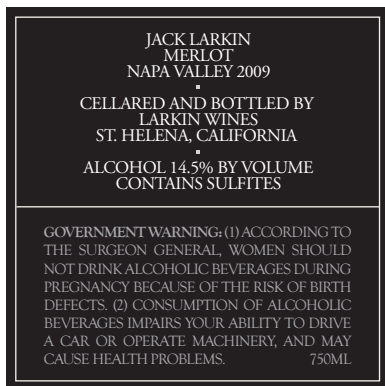 JACK LARKIN
MERLOT
NAPA VALLEY 2009
CELLARED AND BOTTLED BY
LARKIN WINES
ST. HELENA, CALIFORNIA
ALCOHOL 14.5% BY VOLUME
CONTAINS SULFITES
GOVERNMENT WARNING: (1) ACCORDING TO
THE SURGEON GENERAL, WOMEN SHOULD
NOT DRINK ALCOHOLIC BEVERAGES DURING
PREGNANCY BECAUSE OF THE RISK OF BIRTH
DEFECTS. (2) CONSUMPTION OF ALCOHOLIC
BEVERAGES IMPAIRS YOUR ABILITY TO DRIVE
A CAR OR OPERATE MACHINERY, AND MAY
CAUSE HEALTH PROBLEMS. 750ML